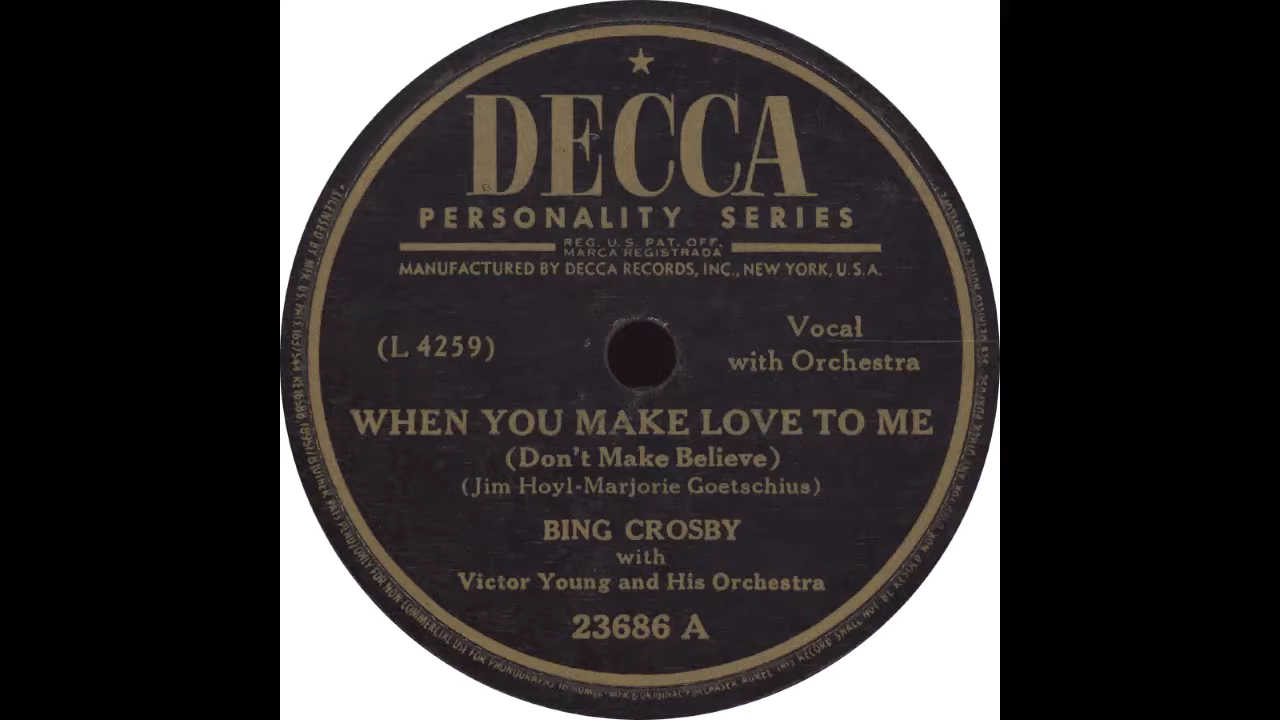 DECCA
PERSONALITY SERIES
REG. U.S. PAT. OFF.
MARCA REGISTRADA
MANUFACTURED BY DECCA RECORDS, INC., NEW YORK, U.S.A.
(L 4259)
Vocal
with Orchestra
WHEN YOU MAKE LOVE TO ME
(Don't Make Believe)
(Jim Hoyl-Marjorie Goetschius)
BING CROSBY
with
Victor Young and His Orchestra
23686 A